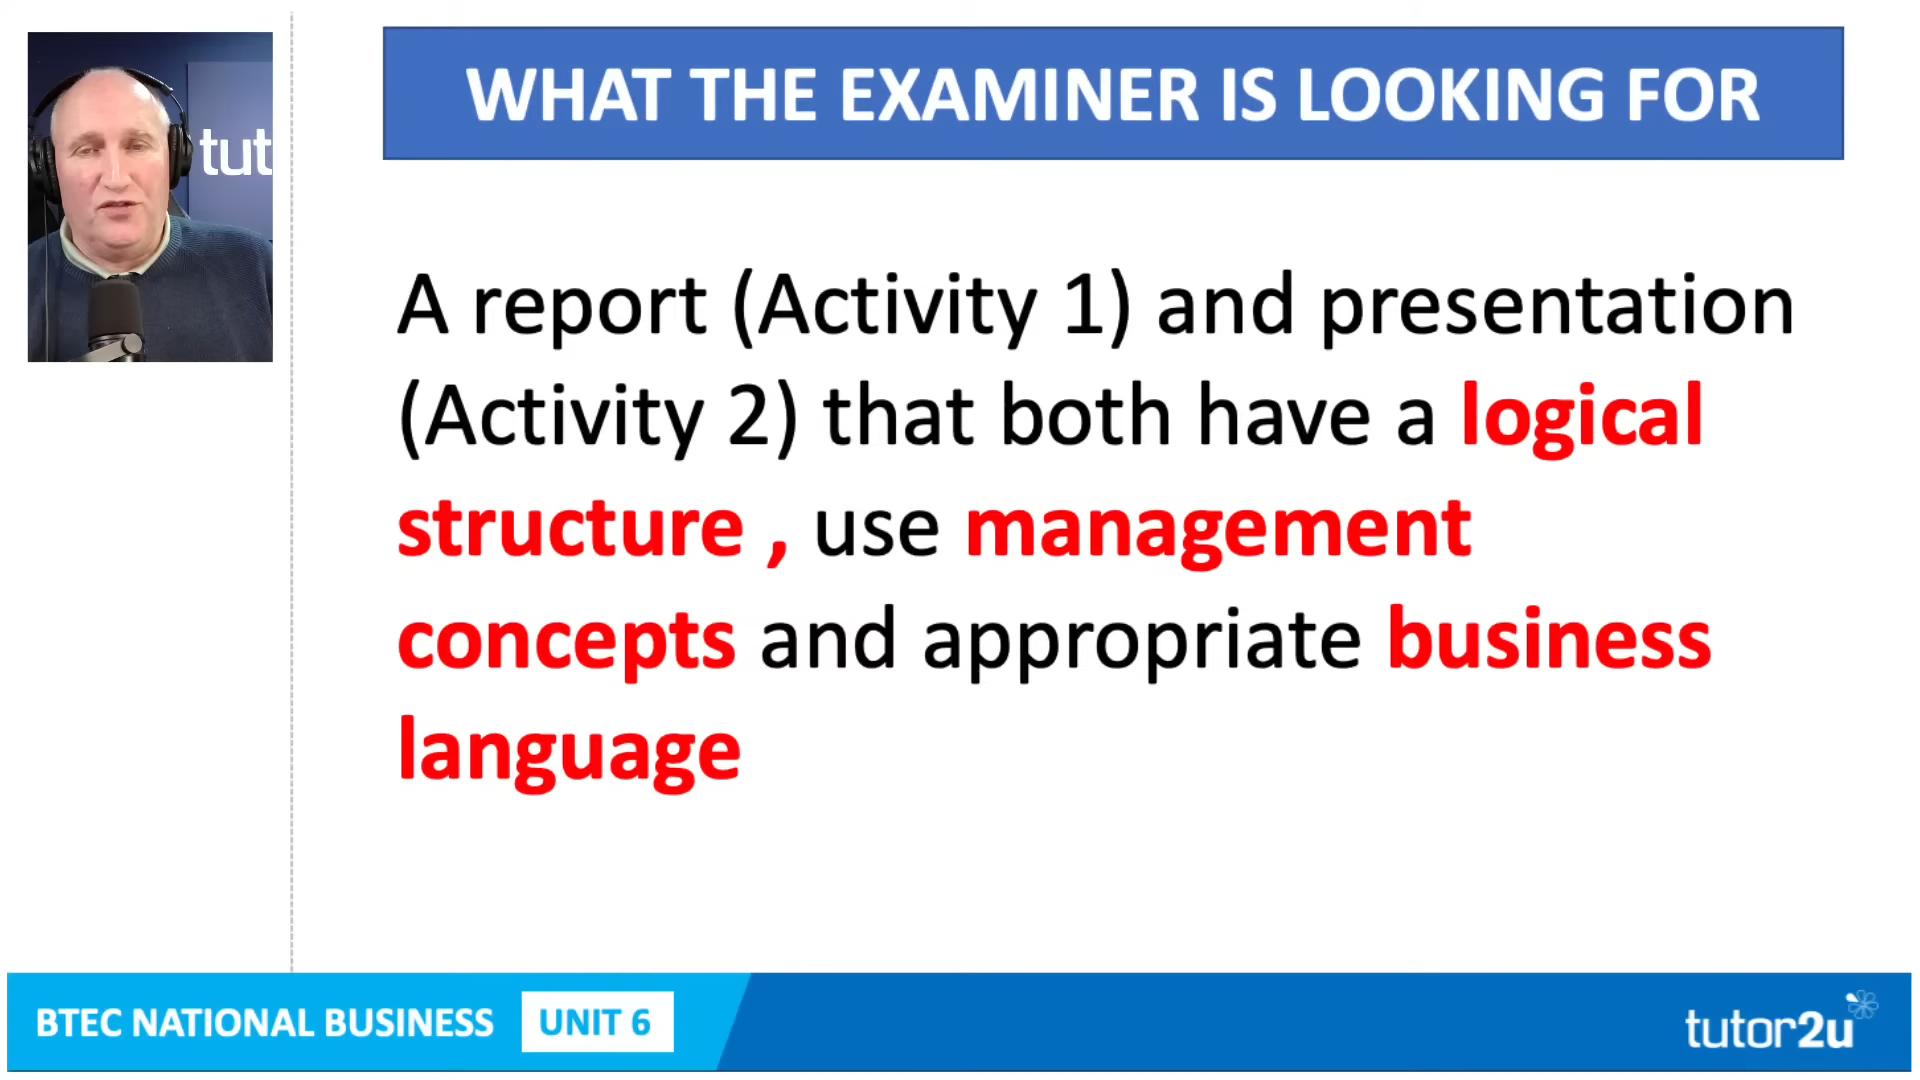 tut
WHAT THE EXAMINER IS LOOKING FOR
A report (Activity 1) and presentation
(Activity 2) that both have a logical
structure , use management
concepts and appropriate business
language
BTEC NATIONAL BUSINESS UNIT 6
tutor2u